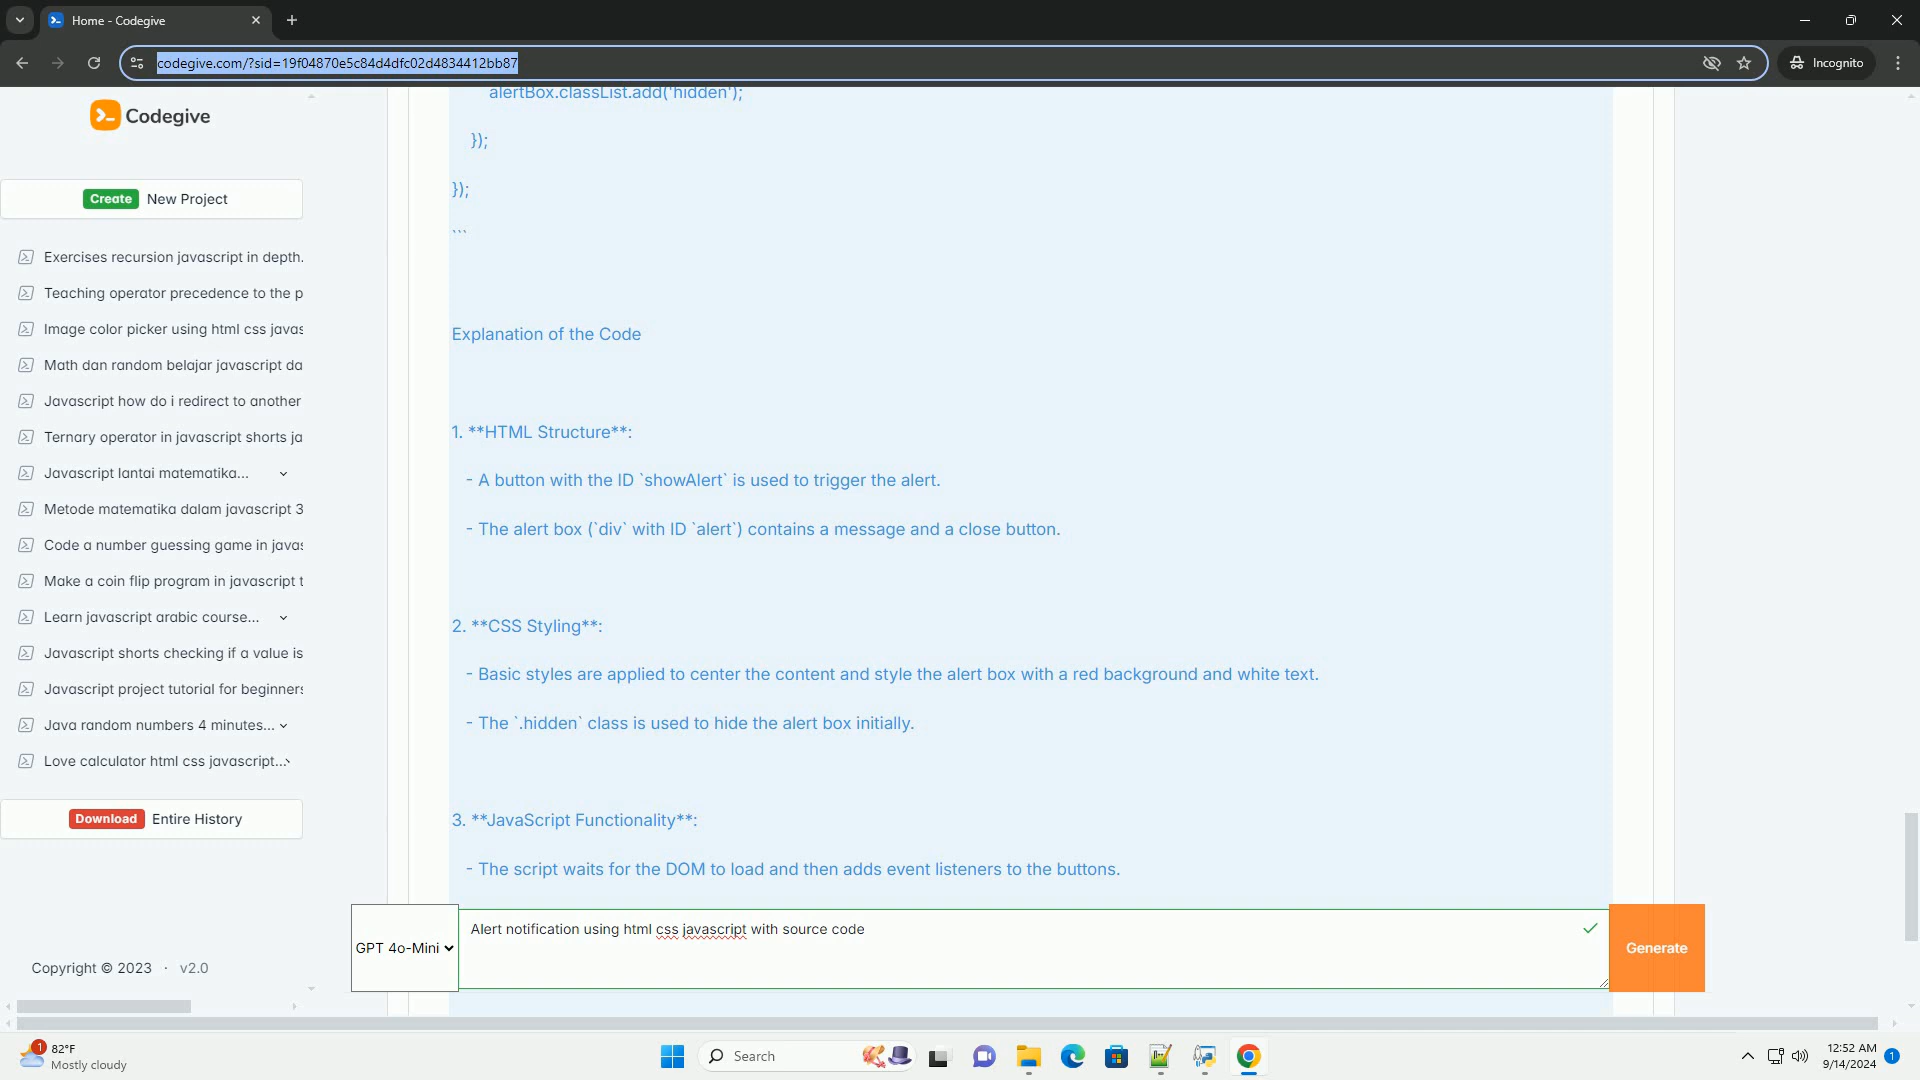 Home - Codegive
codegive.com/?sid=19f04870e5c84d4dfc02d4834412bb87
Incognito
Codegive
Create New Project
Exercises recursion javascript in depth.
Teaching operator precedence to the p
Image color picker using html css javas
Math dan random belajar javascript da
Javascript how do i redirect to another
Ternary operator in javascript shorts ja
Javascript lantai matematika...
Metode matematika dalam javascript 3
Code a number guessing game in javas
Make a coin flip program in javascript t
Learn javascript arabic course...
Javascript shorts checking if a value is
Javascript project tutorial for beginners
Java random numbers 4 minutes...
Love calculator html css javascript...
Download Entire History
Copyright © 2023 · v2.0
alertBox.classList.add('hidden');
});
});
```
Explanation of the Code
1. **HTML Structure**:
- A button with the ID `showAlert` is used to trigger the alert.
- The alert box (`div` with ID `alert`) contains a message and a close button.
2. **CSS Styling**:
- Basic styles are applied to center the content and style the alert box with a red background and white text.
- The `.hidden` class is used to hide the alert box initially.
3. **JavaScript Functionality**:
- The script waits for the DOM to load and then adds event listeners to the buttons.
GPT 4o-Mini
Alert notification using html css javascript with source code
Generate
1
82°F
Mostly cloudy
Search
12:52 AM
9/14/2024
1